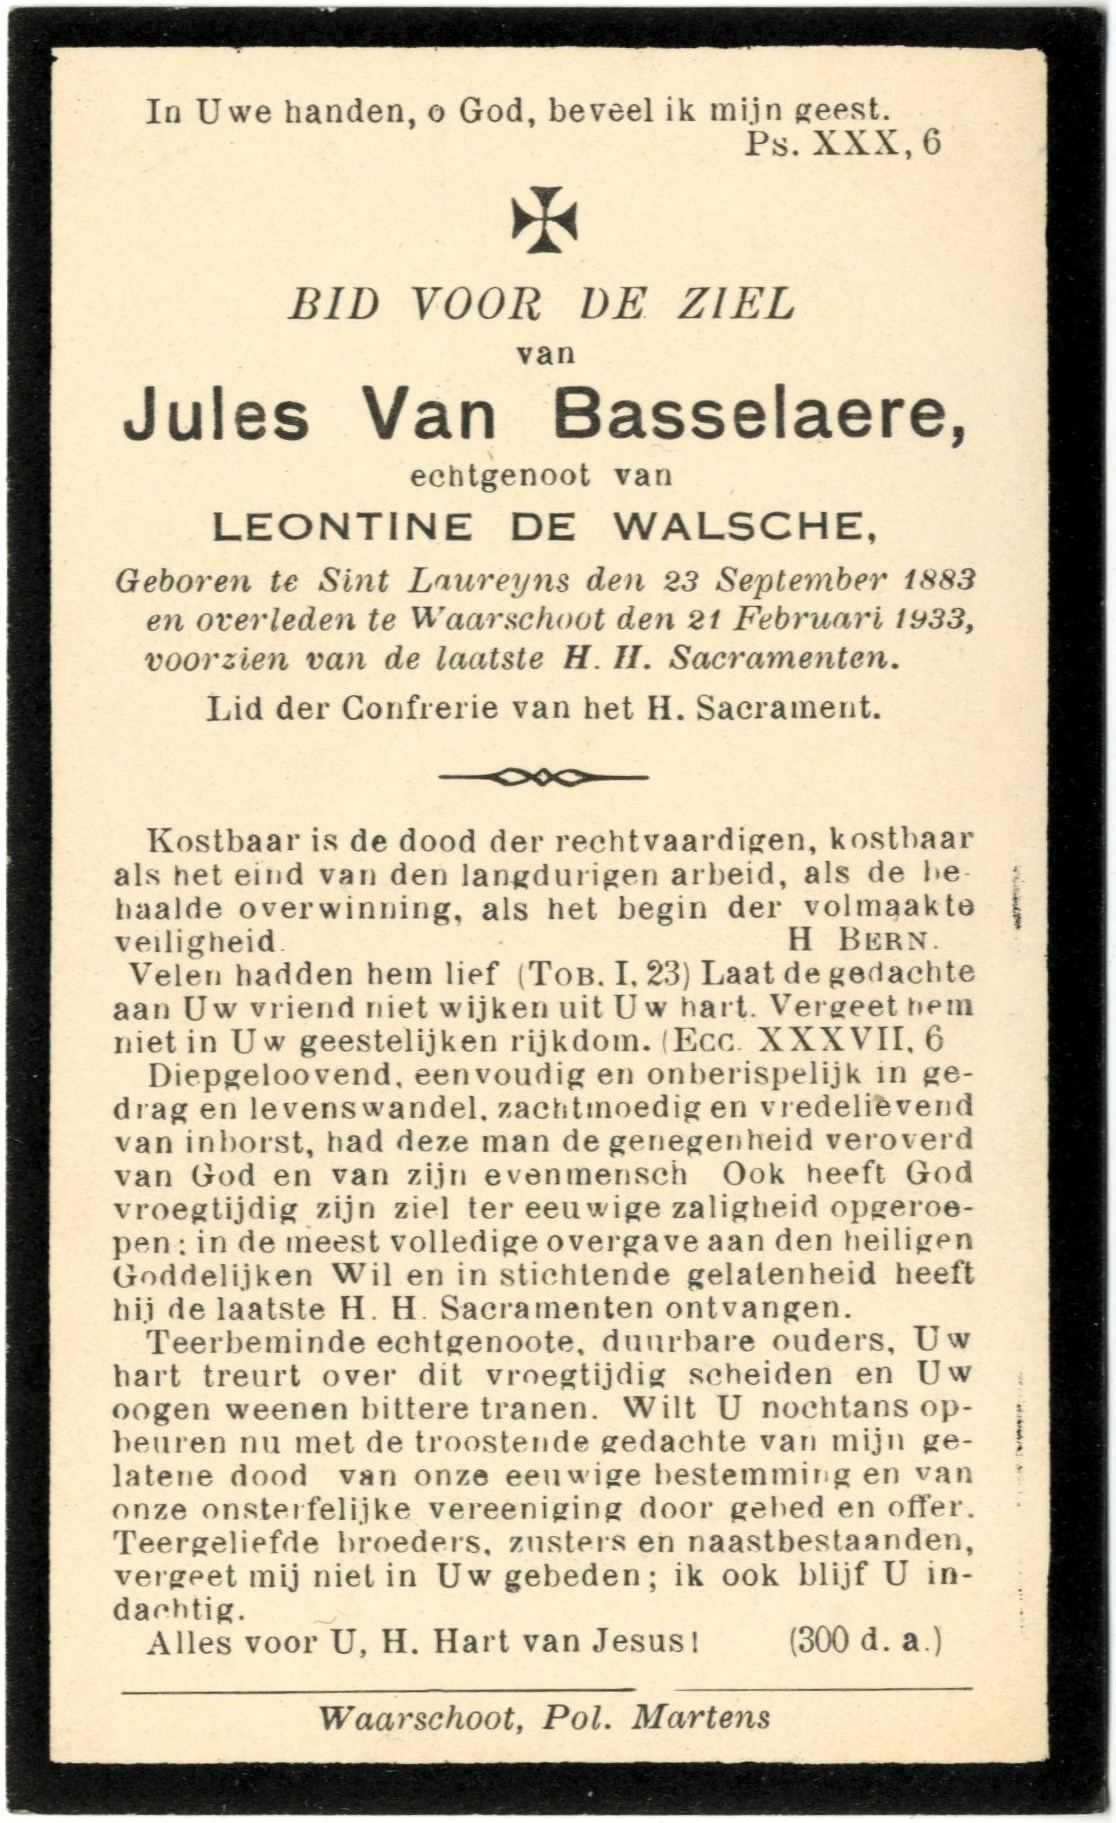 In Uwe handen, o God, beveel ik mijn geest.
Ps. XXX, 6
BID VOOR DE ZIEL
van
Jules Van Basselaere,
echtgenoot van
LEONTINE DE WALSCHE,
Geboren te Sint Laureyns den 23 September 1883
en overleden te Waarschoot den 21 Februari 1933,
voorzien van de laatste H. H. Sacramenten.
Lid der Confrerie van het H. Sacrament.
Kostbaar is de dood der rechtvaardigen, kostbaar
als het eind van den langdurigen arbeid, als de be-
haalde overwinning, als het begin der volmaakte
veiligheid. H BERN.
Velen hadden hem lief (TOB. I, 23) Laat de gedachte
aan Uw vriend niet wijken uit Uw hart. Vergeet hem
niet in Uw geestelijken rijkdom. (ECC. XXXVII, 6
Diepgeloovend, eenvoudig en onberispelijk in ge-
drag en levenswandel, zachtmoedig en vredelievend
van inborst, had deze man de genegenheid veroverd
van God en van zijn evenmensch Ook heeft God
vroegtijdig zijn ziel ter eeuwige zaligheid opgeroe-
pen: in de meest volledige overgave aan den heiligen
Goddelijken Wil en in stichtende gelatenheid heeft
hij de laatste H. H. Sacramenten ontvangen.
Teerbeminde echtgenoote, duurbare ouders, Uw
hart treurt over dit vroegtijdig scheiden en Uw
oogen weenen bittere tranen. Wilt U nochtans op-
beuren nu met de troostende gedachte van mijn ge-
latene dood van onze eeuwige bestemming en van
onze onsterfelijke vereeniging door gebed en offer.
Teergeliefde broeders, zusters en naastbestaanden,
vergeet mij niet in Uw gebeden; ik ook blijf U in-
dachtig.
Alles voor U, H. Hart van Jesus! (300 d. a.)
Waarschoot, Pol. Martens